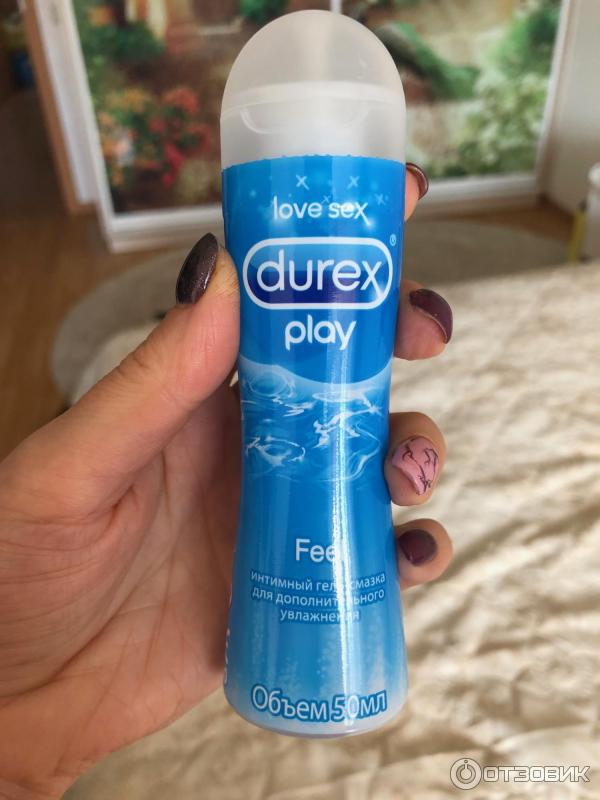 love sex
durex®
play
Feel
интимный гель-смазка
для дополнительного
увлажнения
Объем 50мл
ОТЗОВИК